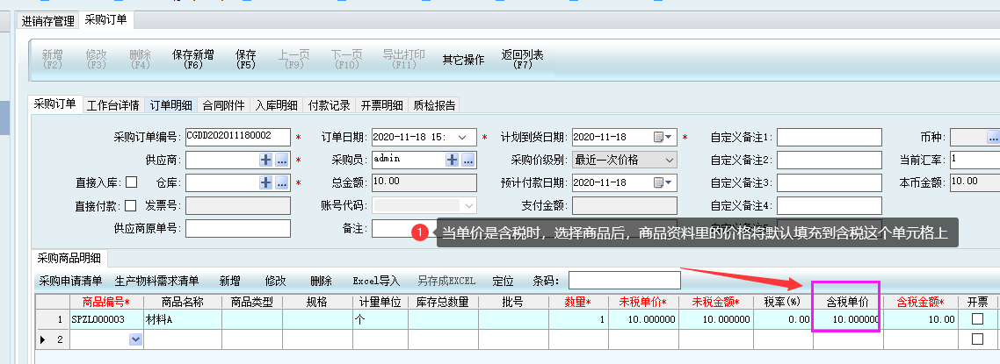 进销存管理 采购订单
新增 修改 删除 保存新增 保存 上一页 下一页 导出打印 其它操作 返回列表
(F2) (F3) (F4) (F6) (F5) (F9) (F10) (F11) (F7)
采购订单 工作台详情 订单明细 合同附件 入库明细 付款记录 开票明细 质检报告
采购订单编号: CGDD202011180002 * 订单日期: 2020-11-18 15: * 计划到货日期: 2020-11-18 * 自定义备注1: 币种:
供应商: * 采购员: admin 采购价级别: 最近一次价格 自定义备注2: 当前汇率: 1
直接入库: 仓库: * 总金额: 10.00 预计付款日期: 2020-11-18 自定义备注3: 本币金额: 10.00
直接付款: 发票号: 账号代码: 支付金额: 自定义备注4:
供应商原单号: 备注:
1 当单价是含税时，选择商品后，商品资料里的价格将默认填充到含税这个单元格上
采购商品明细
采购申请清单 生产物料需求清单 新增 修改 删除 Excel导入 另存成EXCEL 定位 条码:
商品编号* 商品名称 商品类型 规格 计量单位 库存总数量 批号 数量* 未税单价* 未税金额* 税率(%) 含税单价 含税金额* 开票
1 SPZL000003 材料A 个 1 10.000000 10.000000 0.00 10.000000 10.00
2